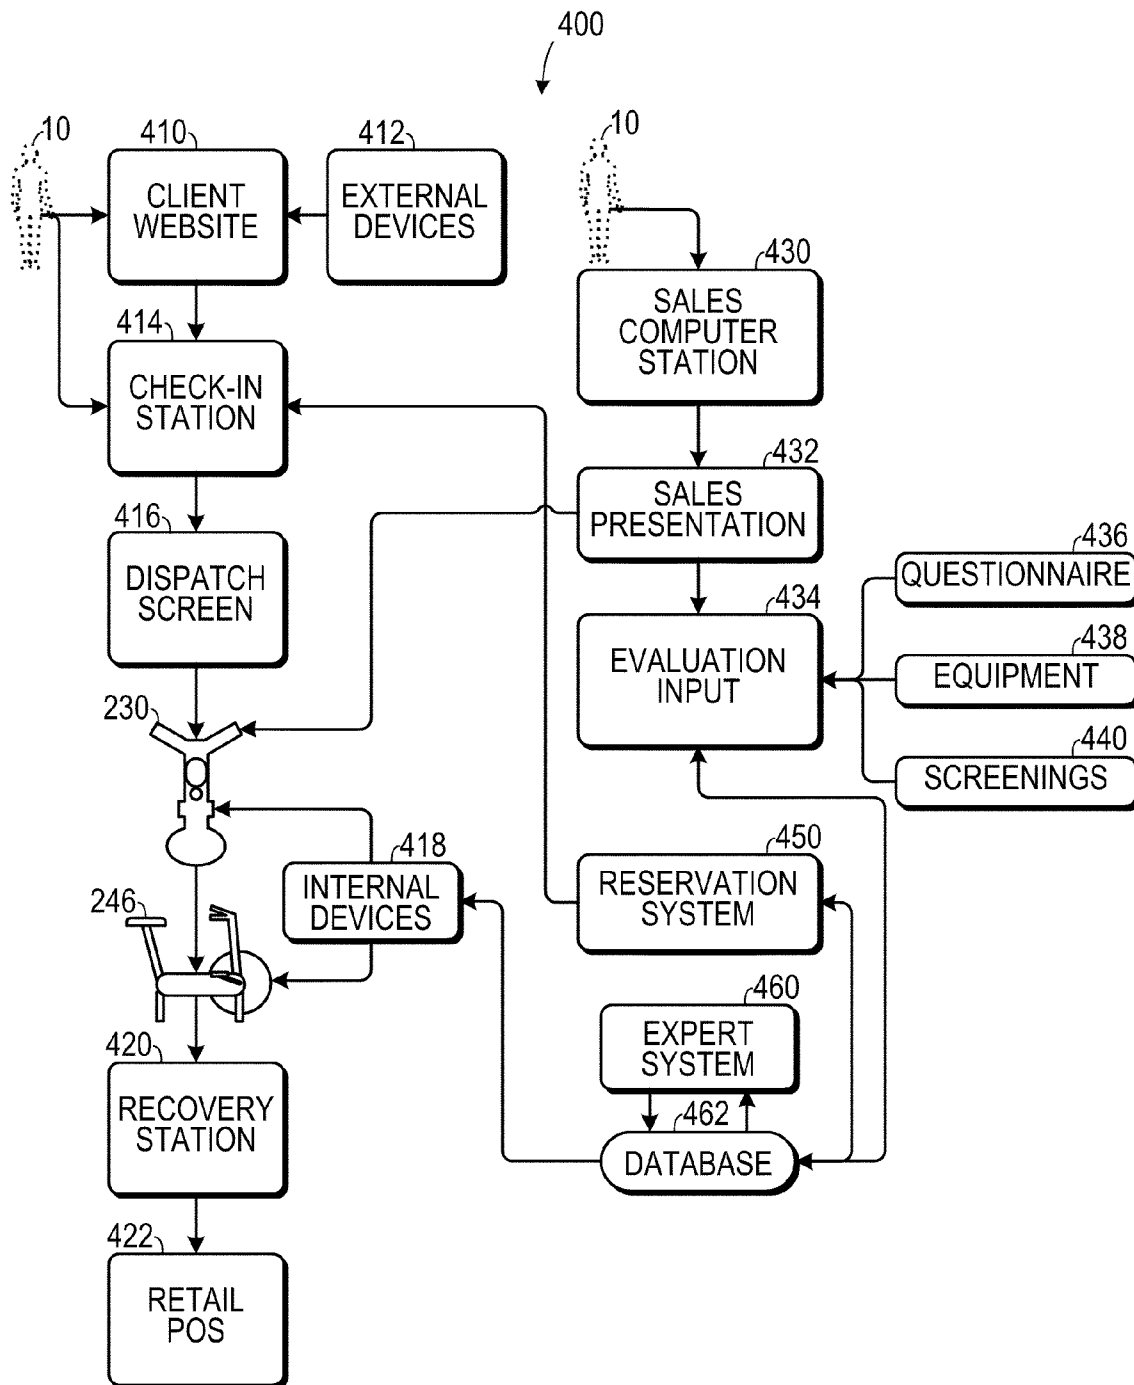 400
10
410
CLIENT
WEBSITE
412
EXTERNAL
DEVICES
10
430
SALES
COMPUTER
STATION
414
CHECK-IN
STATION
432
SALES
PRESENTATION
416
DISPATCH
SCREEN
434
EVALUATION
INPUT
436
QUESTIONNAIRE
438
EQUIPMENT
440
SCREENINGS
230
418
INTERNAL
DEVICES
450
RESERVATION
SYSTEM
246
460
EXPERT
SYSTEM
462
DATABASE
420
RECOVERY
STATION
422
RETAIL
POS